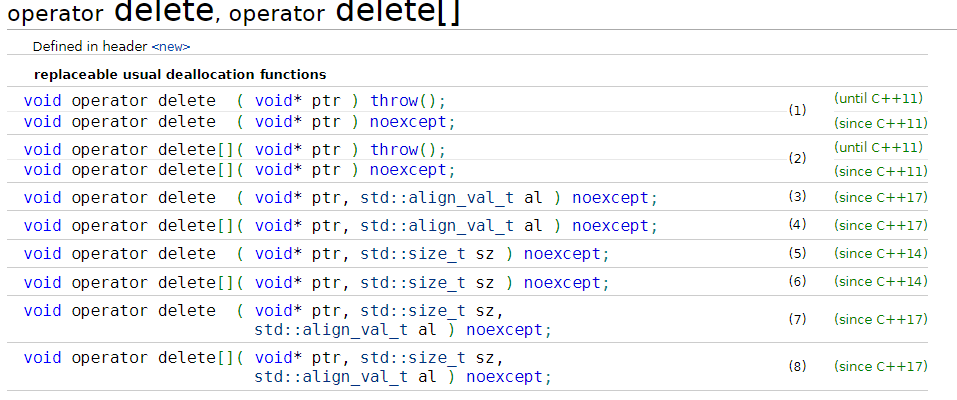 operator delete, operator delete[]
Defined in header <new>
replaceable usual deallocation functions
void operator delete  ( void* ptr ) throw(); (until C++11)
(1)
void operator delete  ( void* ptr ) noexcept; (since C++11)
void operator delete[]( void* ptr ) throw(); (until C++11)
(2)
void operator delete[]( void* ptr ) noexcept; (since C++11)
void operator delete  ( void* ptr, std::align_val_t al ) noexcept; (3) (since C++17)
void operator delete[]( void* ptr, std::align_val_t al ) noexcept; (4) (since C++17)
void operator delete  ( void* ptr, std::size_t sz ) noexcept; (5) (since C++14)
void operator delete[]( void* ptr, std::size_t sz ) noexcept; (6) (since C++14)
void operator delete  ( void* ptr, std::size_t sz,
std::align_val_t al ) noexcept; (7) (since C++17)
void operator delete[]( void* ptr, std::size_t sz,
std::align_val_t al ) noexcept; (8) (since C++17)